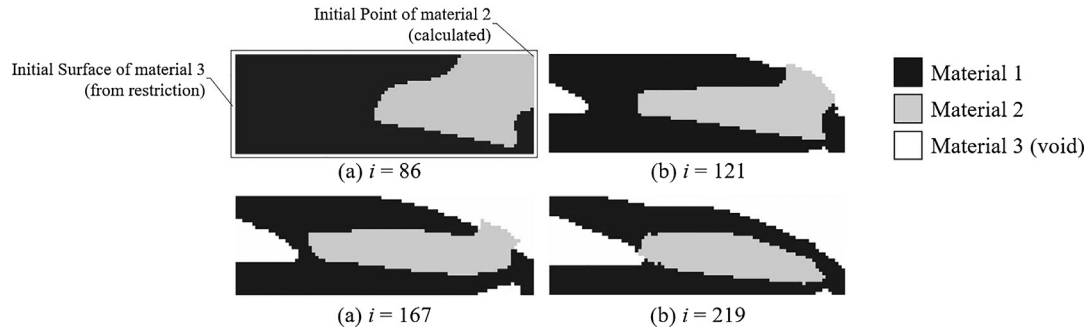 Initial Point of material 2
(calculated)
Initial Surface of material 3
(from restriction)
Material 1
Material 2
Material 3 (void)
(a) i = 86
(b) i = 121
(a) i = 167
(b) i = 219